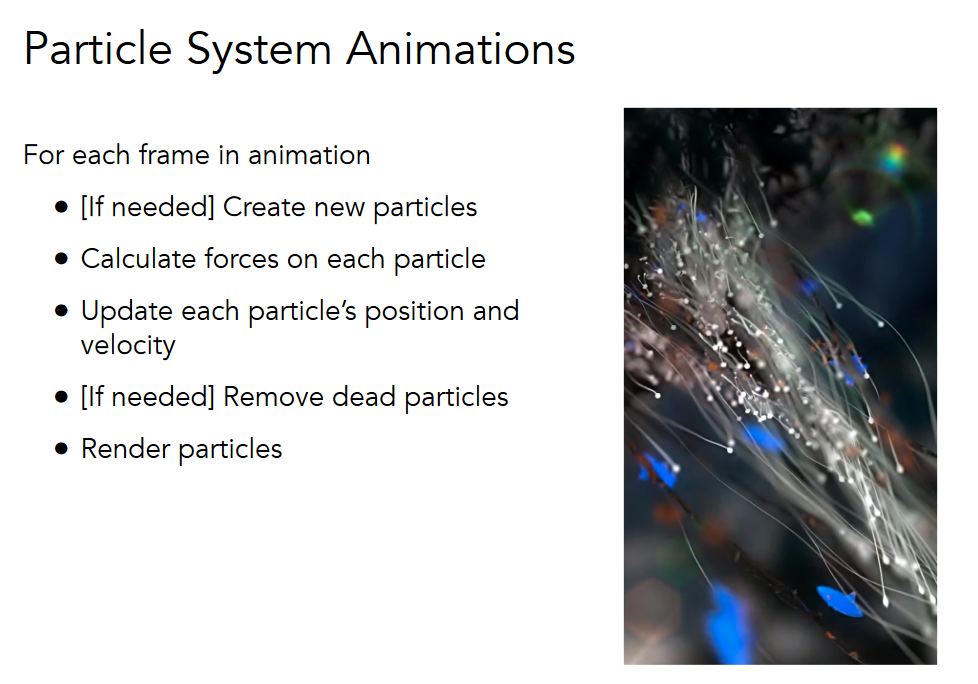 Particle System Animations
For each frame in animation
● [If needed] Create new particles
● Calculate forces on each particle
● Update each particle’s position and
velocity
● [If needed] Remove dead particles
● Render particles